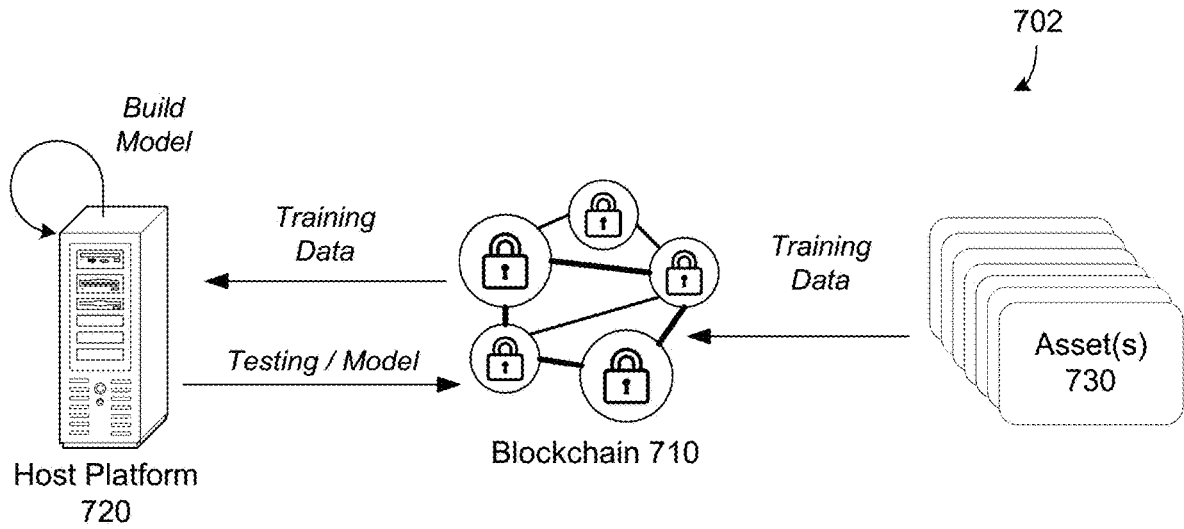 702
Build
Model
Training
Data
Training
Data
Testing / Model
Asset(s)
730
Blockchain 710
Host Platform
720